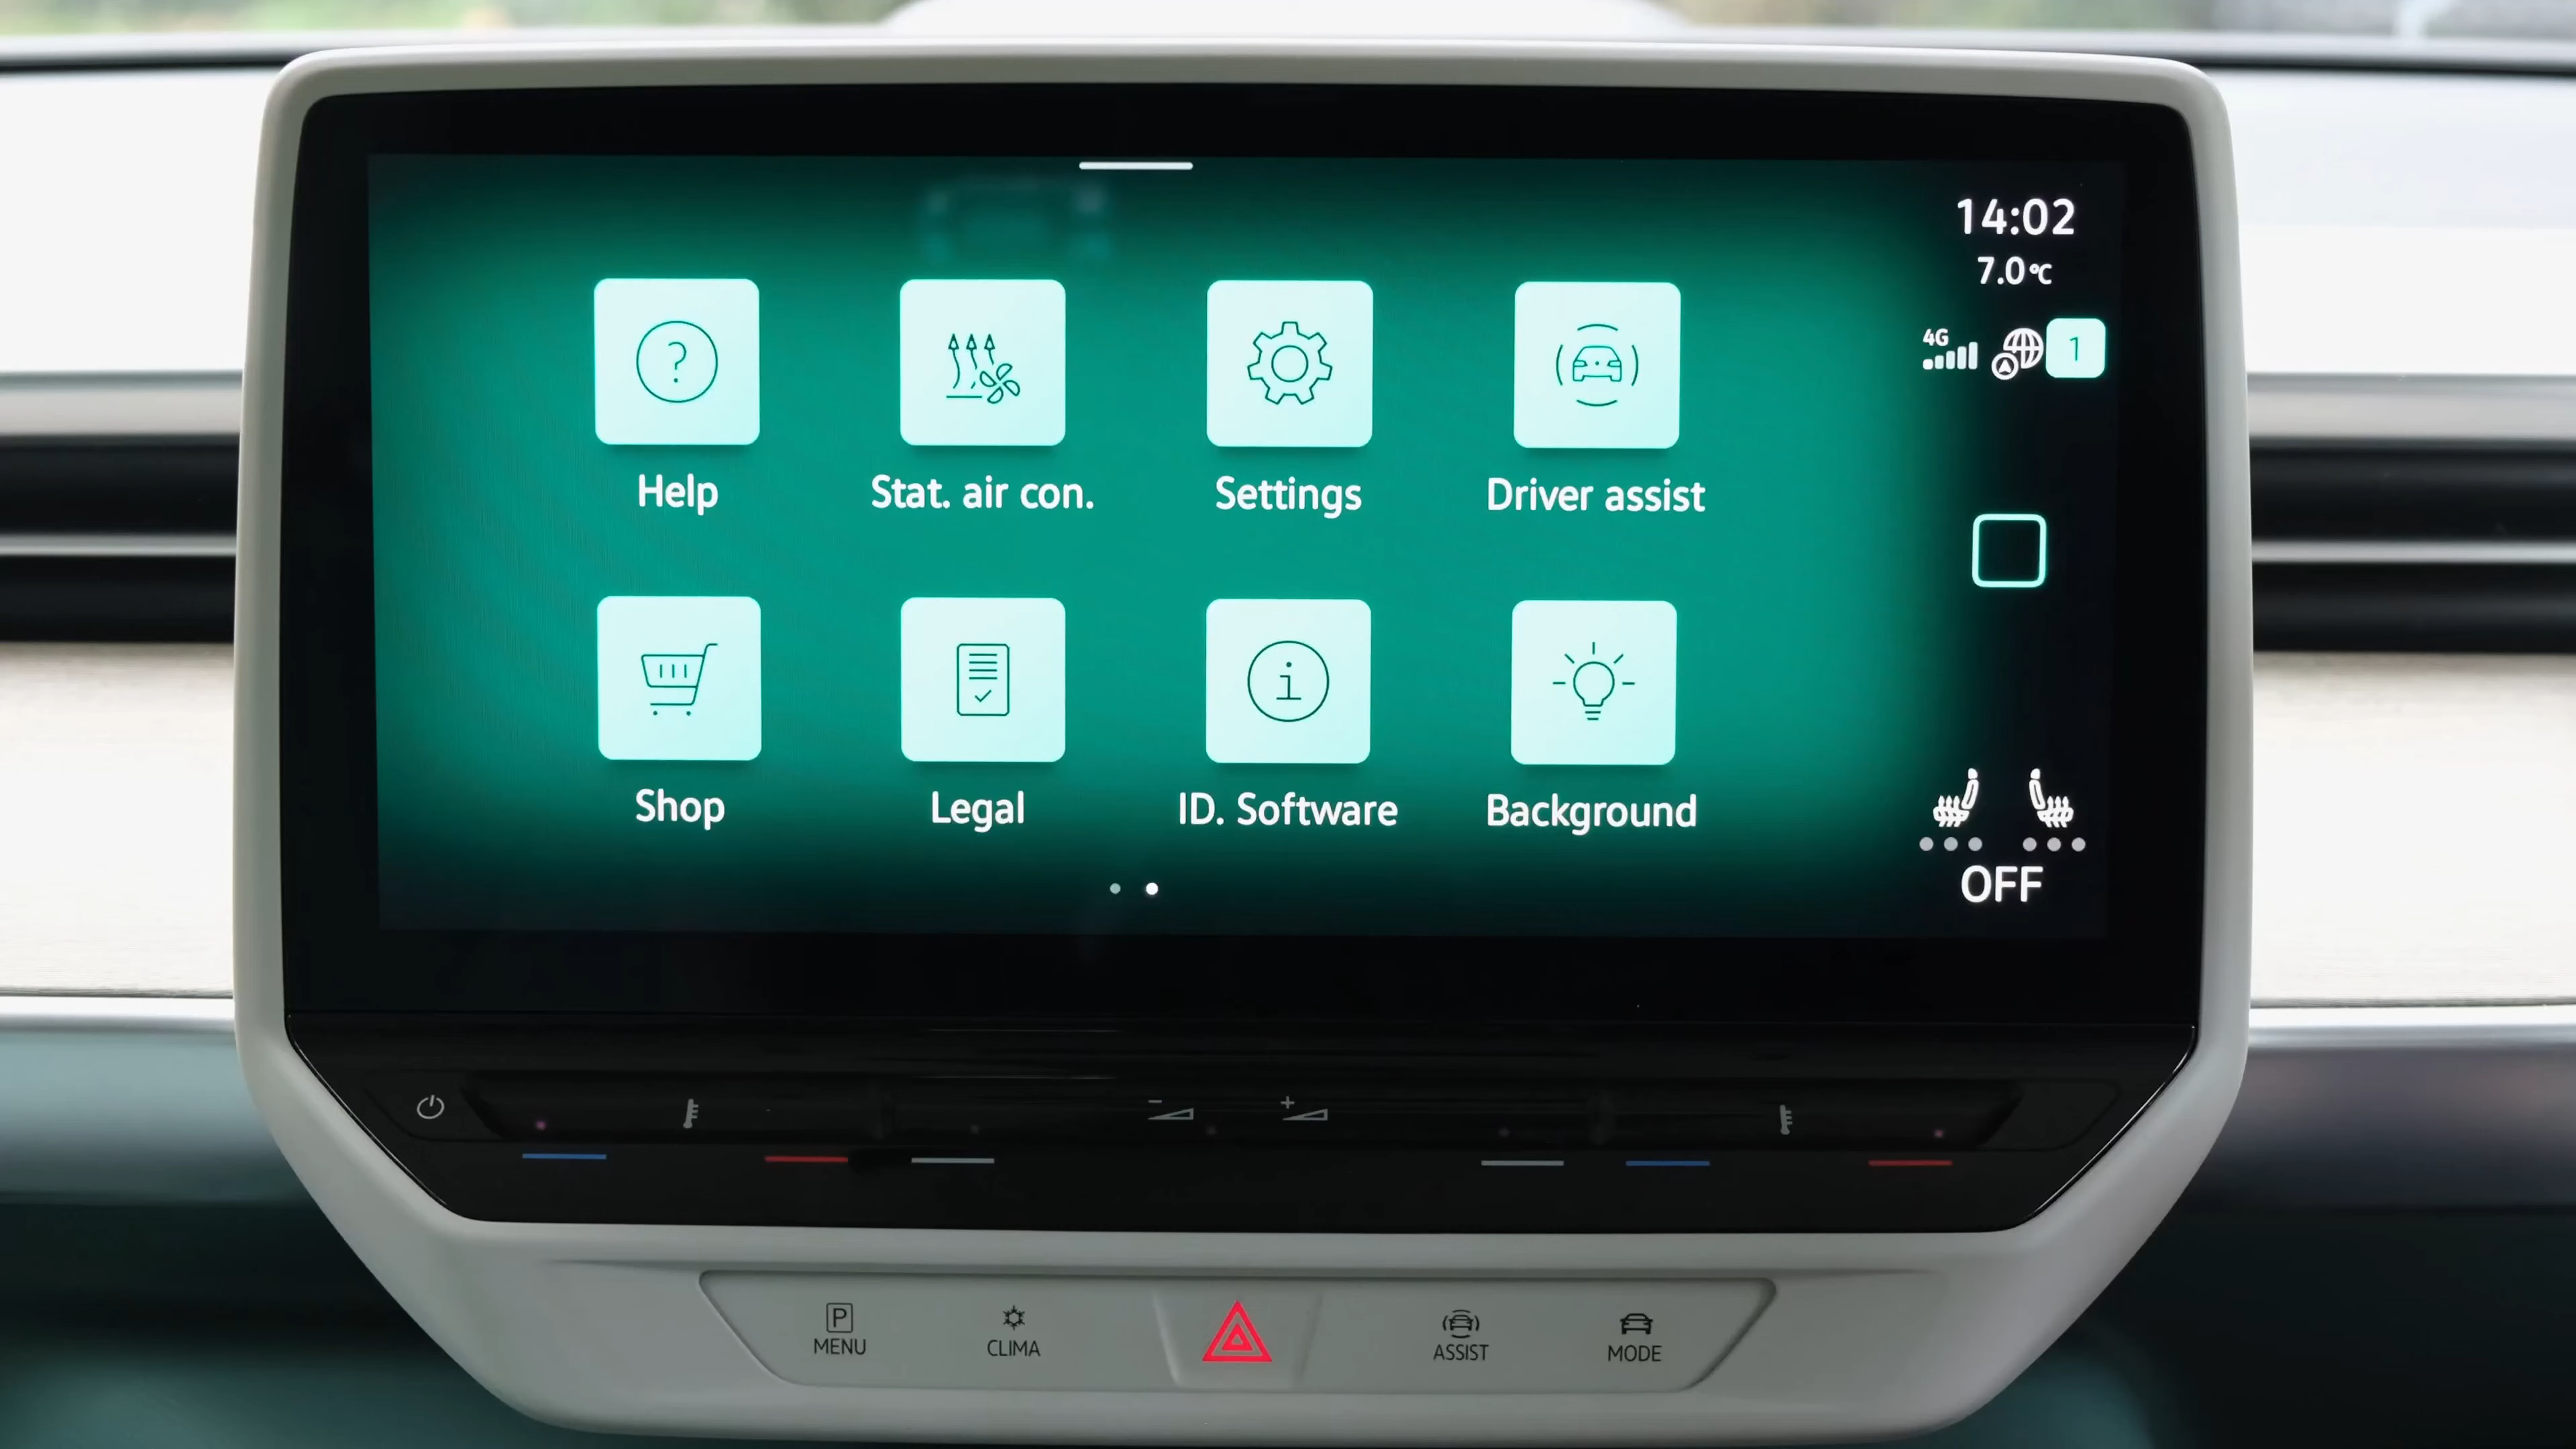 14:02
7.0°C
4G
1
Help
Stat. air con.
Settings
Driver assist
Shop
Legal
ID. Software
Background
OFF
P
MENU
CLIMA
ASSIST
MODE